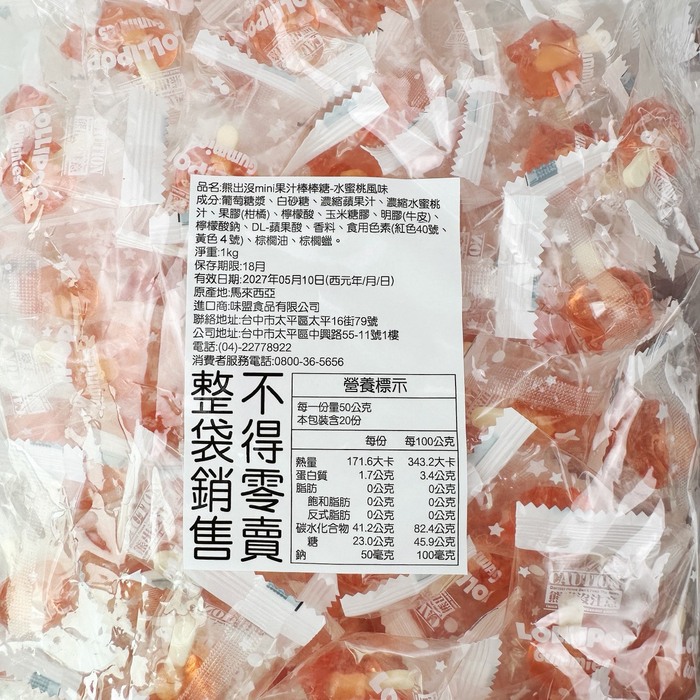 品名:熊出沒mini果汁棒棒糖-水蜜桃風味
成分:葡萄糖漿、白砂糖、濃縮蘋果汁、濃縮水蜜桃
汁、果膠(柑橘)、檸檬酸、玉米糖膠、明膠(牛皮)、
檸檬酸鈉、DL-蘋果酸、香料、食用色素(紅色40號、
黃色4號)、棕櫚油、棕櫚蠟。
淨重:1kg
保存期限:18月
有效日期:2027年05月10日(西元年/月/日)
原產地:馬來西亞
進口商:味盟食品有限公司
聯絡地址:台中市太平區太平16街79號
公司地址:台中市太平區中興路55-11號1樓
電話:(04)-22778922
消費者服務電話:0800-36-5656
不得零賣
整袋銷售
營養標示
每一份量50公克
本包裝含20份
每份 每100公克
熱量 171.6大卡 343.2大卡
蛋白質 1.7公克 3.4公克
脂肪 0公克 0公克
飽和脂肪 0公克 0公克
反式脂肪 0公克 0公克
碳水化合物 41.2公克 82.4公克
糖 23.0公克 45.9公克
鈉 50毫克 100毫克
LOLLIPOP
Gummies